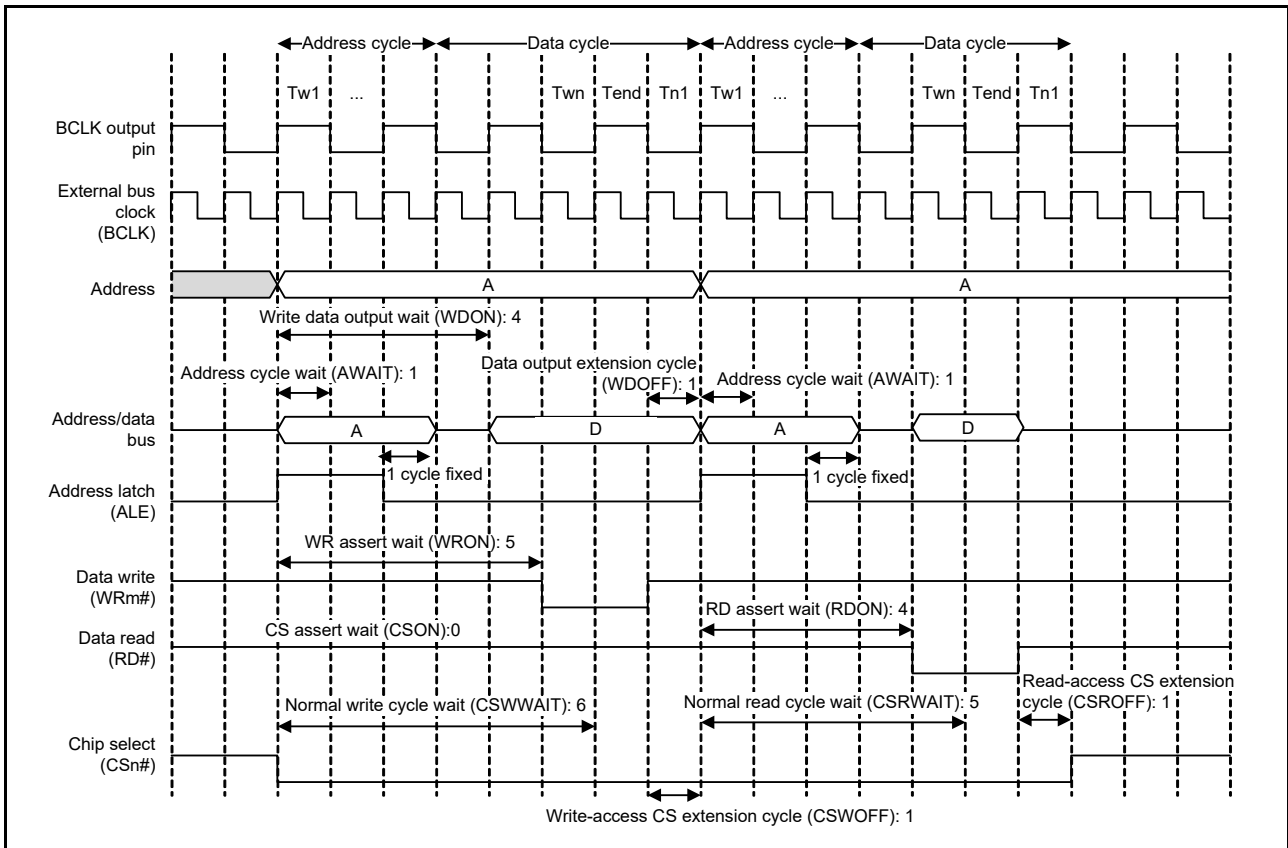 Address cycle Data cycle Address cycle Data cycle
Tw1 ... Twn Tend Tn1 Tw1 ... Twn Tend Tn1
BCLK output
pin
External bus
clock
(BCLK)
Address
A A
Write data output wait (WDON): 4
Data output extension cycle
(WDOFF): 1
Address cycle wait (AWAIT): 1
Address cycle wait (AWAIT): 1
Address/data
bus
A D A D
1 cycle fixed 1 cycle fixed
Address latch
(ALE)
WR assert wait (WRON): 5
Data write
(WRm#)
RD assert wait (RDON): 4
CS assert wait (CSON):0
Data read
(RD#)
Read-access CS extension
cycle (CSROFF): 1
Normal write cycle wait (CSWWAIT): 6
Normal read cycle wait (CSRWAIT): 5
Chip select
(CSn#)
Write-access CS extension cycle (CSWOFF): 1